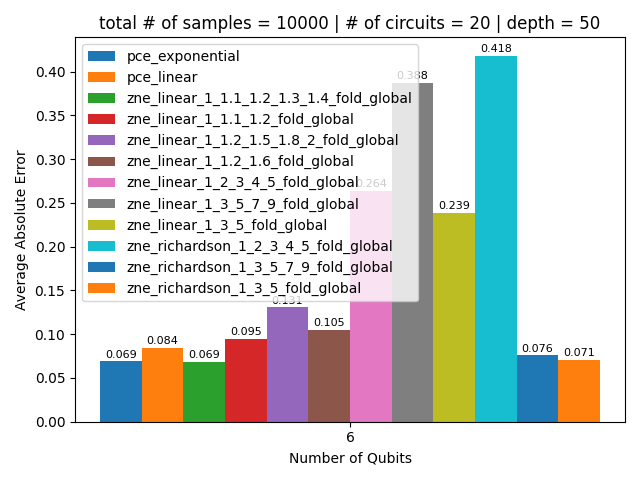 total # of samples = 10000 | # of circuits = 20 | depth = 50
pce_exponential
pce_linear
zne_linear_1_1.1_1.2_1.3_1.4_fold_global
zne_linear_1_1.1_1.2_fold_global
zne_linear_1_1.2_1.5_1.8_2_fold_global
zne_linear_1_1.2_1.6_fold_global
zne_linear_1_2_3_4_5_fold_global
zne_linear_1_3_5_7_9_fold_global
zne_linear_1_3_5_fold_global
zne_richardson_1_2_3_4_5_fold_global
zne_richardson_1_3_5_7_9_fold_global
zne_richardson_1_3_5_fold_global
Average Absolute Error
0.40
0.35
0.30
0.25
0.20
0.15
0.10
0.05
0.00
0.069
0.084
0.069
0.095
0.131
0.105
0.264
0.388
0.239
0.418
0.076
0.071
6
Number of Qubits